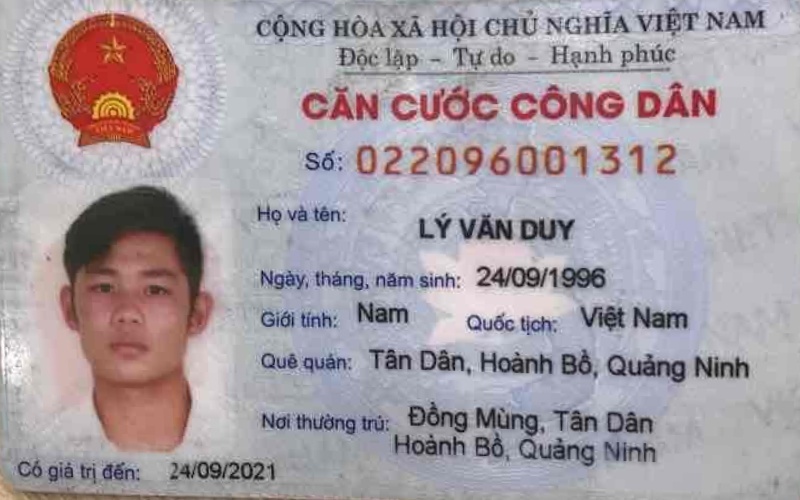 CỘNG HÒA XÃ HỘI CHỦ NGHĨA VIỆT NAM
Độc lập - Tự do - Hạnh phúc
CĂN CƯỚC CÔNG DÂN
Số: 022096001312
Họ và tên: LÝ VĂN DUY
Ngày, tháng, năm sinh: 24/09/1996
Giới tính: Nam Quốc tịch: Việt Nam
Quê quán: Tân Dân, Hoành Bồ, Quảng Ninh
Nơi thường trú: Đồng Mùng, Tân Dân
Hoành Bồ, Quảng Ninh
Có giá trị đến: 24/09/2021